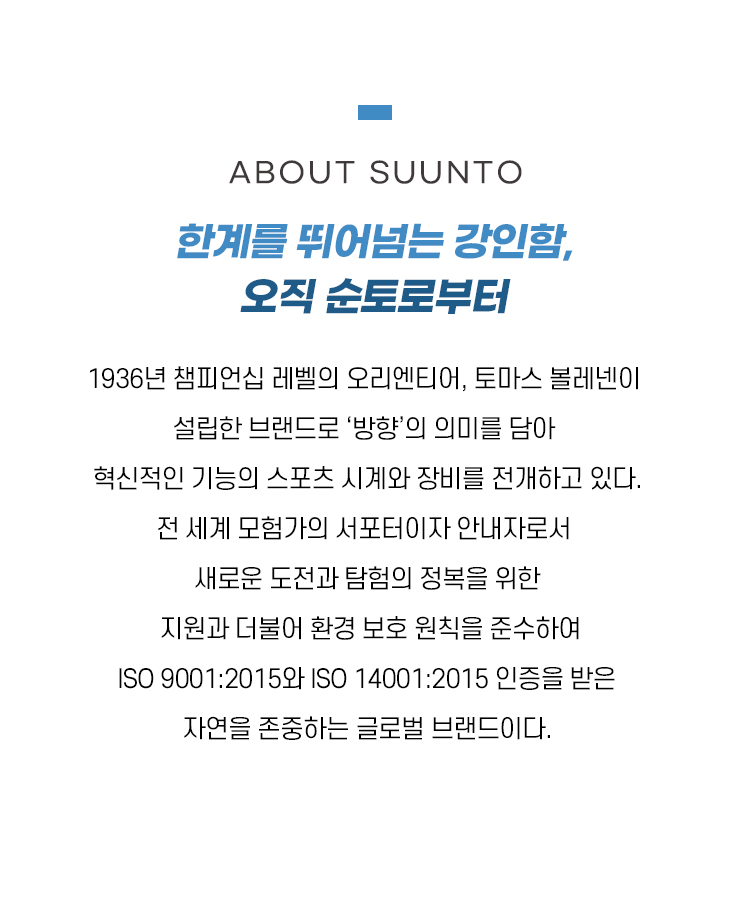 ABOUT SUUNTO
한계를 뛰어넘는 강인함,
오직 순토로부터
1936년 챔피언십 레벨의 오리엔티어, 토마스 볼레넨이
설립한 브랜드로 ‘방향’의 의미를 담아
혁신적인 기능의 스포츠 시계와 장비를 전개하고 있다.
전 세계 모험가의 서포터이자 안내자로서
새로운 도전과 탐험의 정복을 위한
지원과 더불어 환경 보호 원칙을 준수하여
ISO 9001:2015와 ISO 14001:2015 인증을 받은
자연을 존중하는 글로벌 브랜드이다.